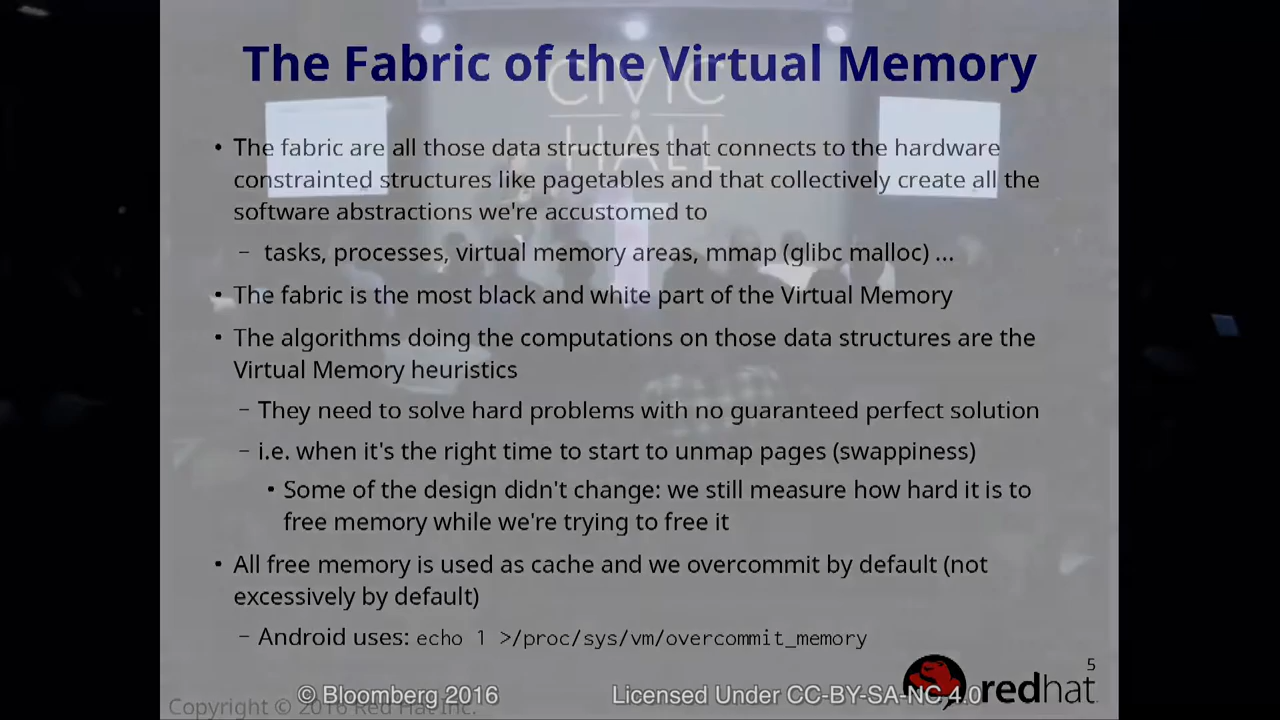 The Fabric of the Virtual Memory
CIVIC
HALL
• The fabric are all those data structures that connects to the hardware
constrainted structures like pagetables and that collectively create all the
software abstractions we're accustomed to
– tasks, processes, virtual memory areas, mmap (glibc malloc) ...
• The fabric is the most black and white part of the Virtual Memory
• The algorithms doing the computations on those data structures are the
Virtual Memory heuristics
– They need to solve hard problems with no guaranteed perfect solution
– i.e. when it's the right time to start to unmap pages (swappiness)
• Some of the design didn't change: we still measure how hard it is to
free memory while we're trying to free it
• All free memory is used as cache and we overcommit by default (not
excessively by default)
– Android uses: echo 1 >/proc/sys/vm/overcommit_memory
5
redhat.
© Bloomberg 2016 Licensed Under CC-BY-SA-NC 4.0
Copyright © 2016 Red Hat Inc.